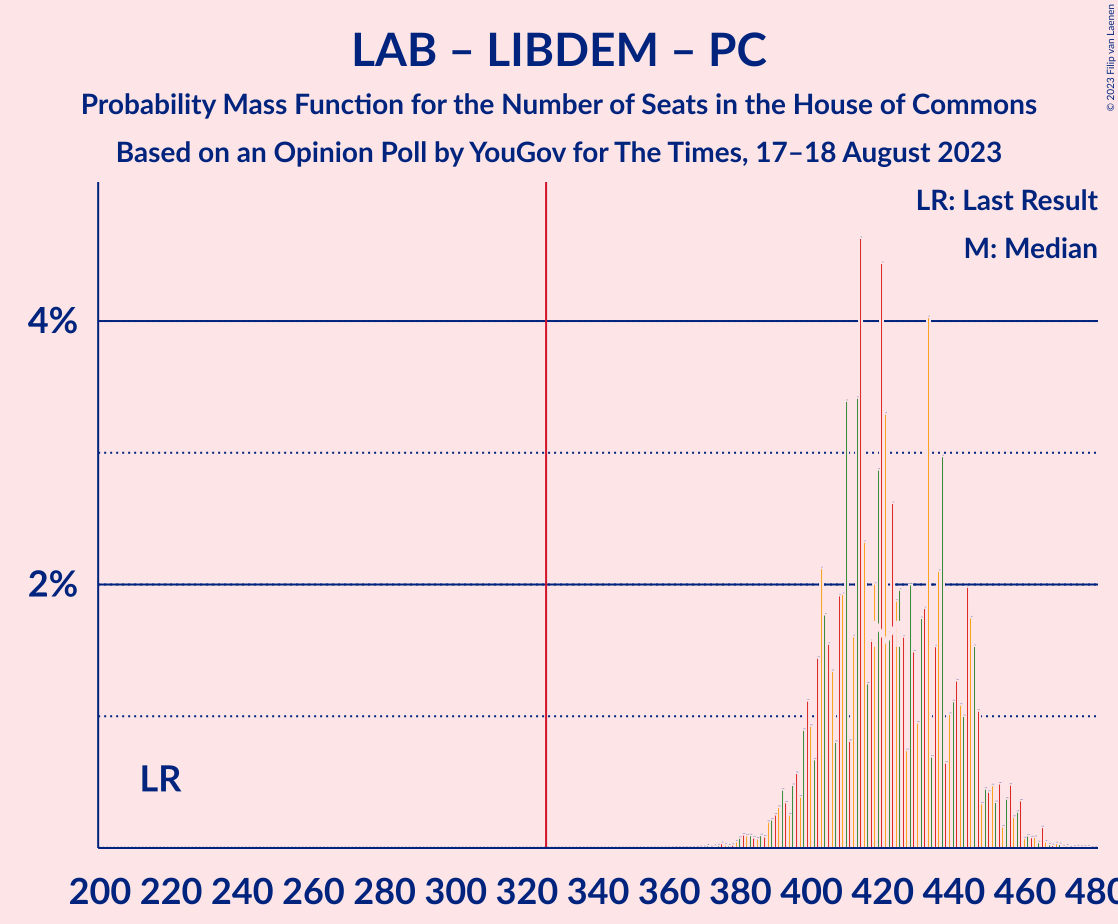 LAB – LIBDEM – PC
Probability Mass Function for the Number of Seats in the House of Commons
Based on an Opinion Poll by YouGov for The Times, 17–18 August 2023
© 2023 Filip van Laenen
LR: Last Result
M: Median
4%
2%
LR
200 220 240 260 280 300 320 340 360 380 400 420 440 460 480